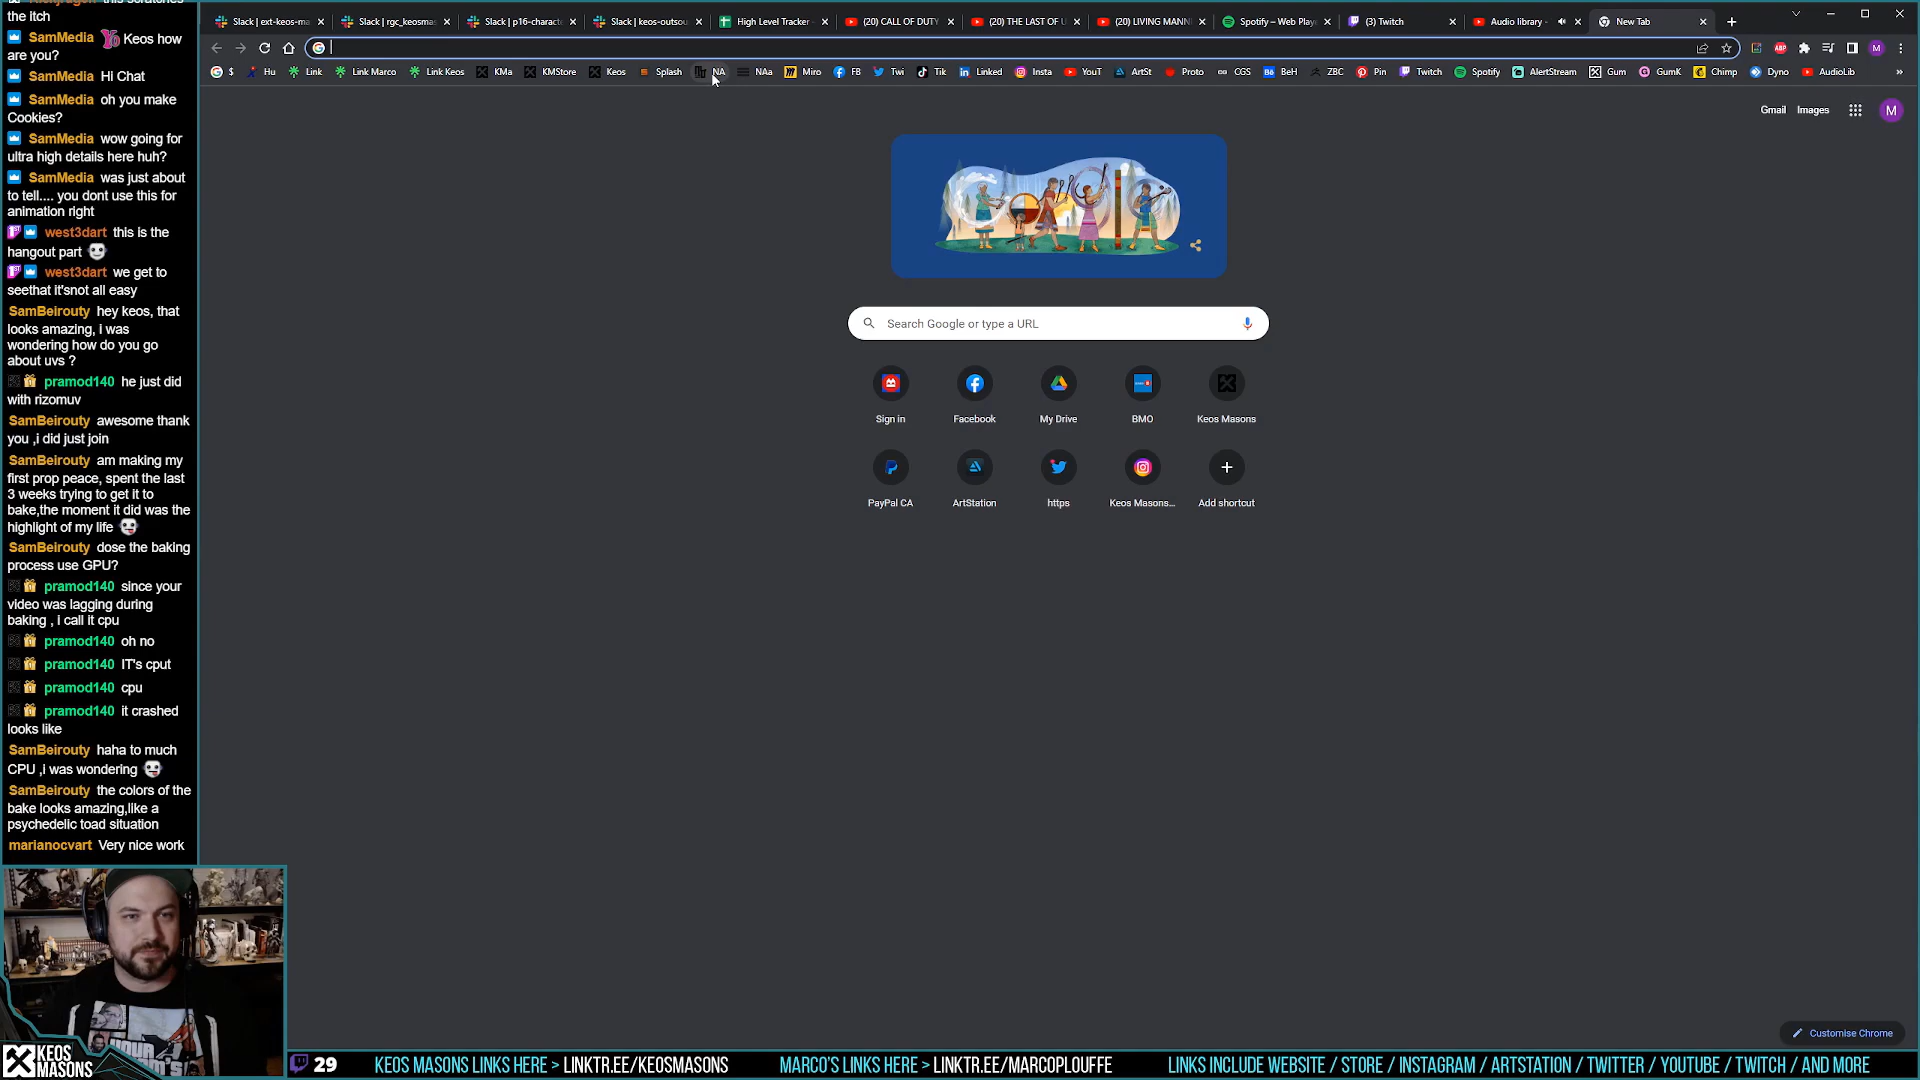 the itch
SamMedia Keos how
are you?
SamMedia Hi Chat
SamMedia oh you make
Cookies?
SamMedia wow going for
ultra high details here huh?
SamMedia was just about
to tell.... you dont use this for
animation right
west3dart this is the
hangout part
west3dart we get to
seethat it'snot all easy
SamBeirouty hey keos, that
looks amazing, i was
wondering how do you go
about uvs ?
pramod140 he just did
with rizomuv
SamBeirouty awesome thank
you ,i did just join
SamBeirouty am making my
first prop peace, spent the last
3 weeks trying to get it to
bake,the moment it did was the
highlight of my life
SamBeirouty dose the baking
process use GPU?
pramod140 since your
video was lagging during
baking , i call it cpu
pramod140 oh no
pramod140 IT's cput
pramod140 cpu
pramod140 it crashed
looks like
SamBeirouty haha to much
CPU ,i was wondering
SamBeirouty the colors of the
bake looks amazing,like a
psychedelic toad situation
marianocvart Very nice work
Slack | ext-keos-ma Slack | rgc_keosmas Slack | p16-characte Slack | keos-outsou High Level Tracker - (20) CALL OF DUTY (20) THE LAST OF U (20) LIVING MANNE Spotify – Web Playe (3) Twitch Audio library - New Tab
$ Hu Link Link Marco Link Keos KMa KMStore Keos Splash NA NAa Miro FB Twi Tik Linked Insta YouT ArtSt Proto CGS BeH ZBC Pin Twitch Spotify AlertStream Gum GumK Chimp Dyno AudioLib »
Gmail Images M
Search Google or type a URL
Sign in Facebook My Drive BMO Keos Masons
PayPal CA ArtStation https Keos Masons... Add shortcut
Customise Chrome
KEOS
MASONS
29 KEOS MASONS LINKS HERE > LINKTR.EE/KEOSMASONS MARCO'S LINKS HERE > LINKTR.EE/MARCOPLOUFFE LINKS INCLUDE WEBSITE / STORE / INSTAGRAM / ARTSTATION / TWITTER / YOUTUBE / TWITCH / AND MORE